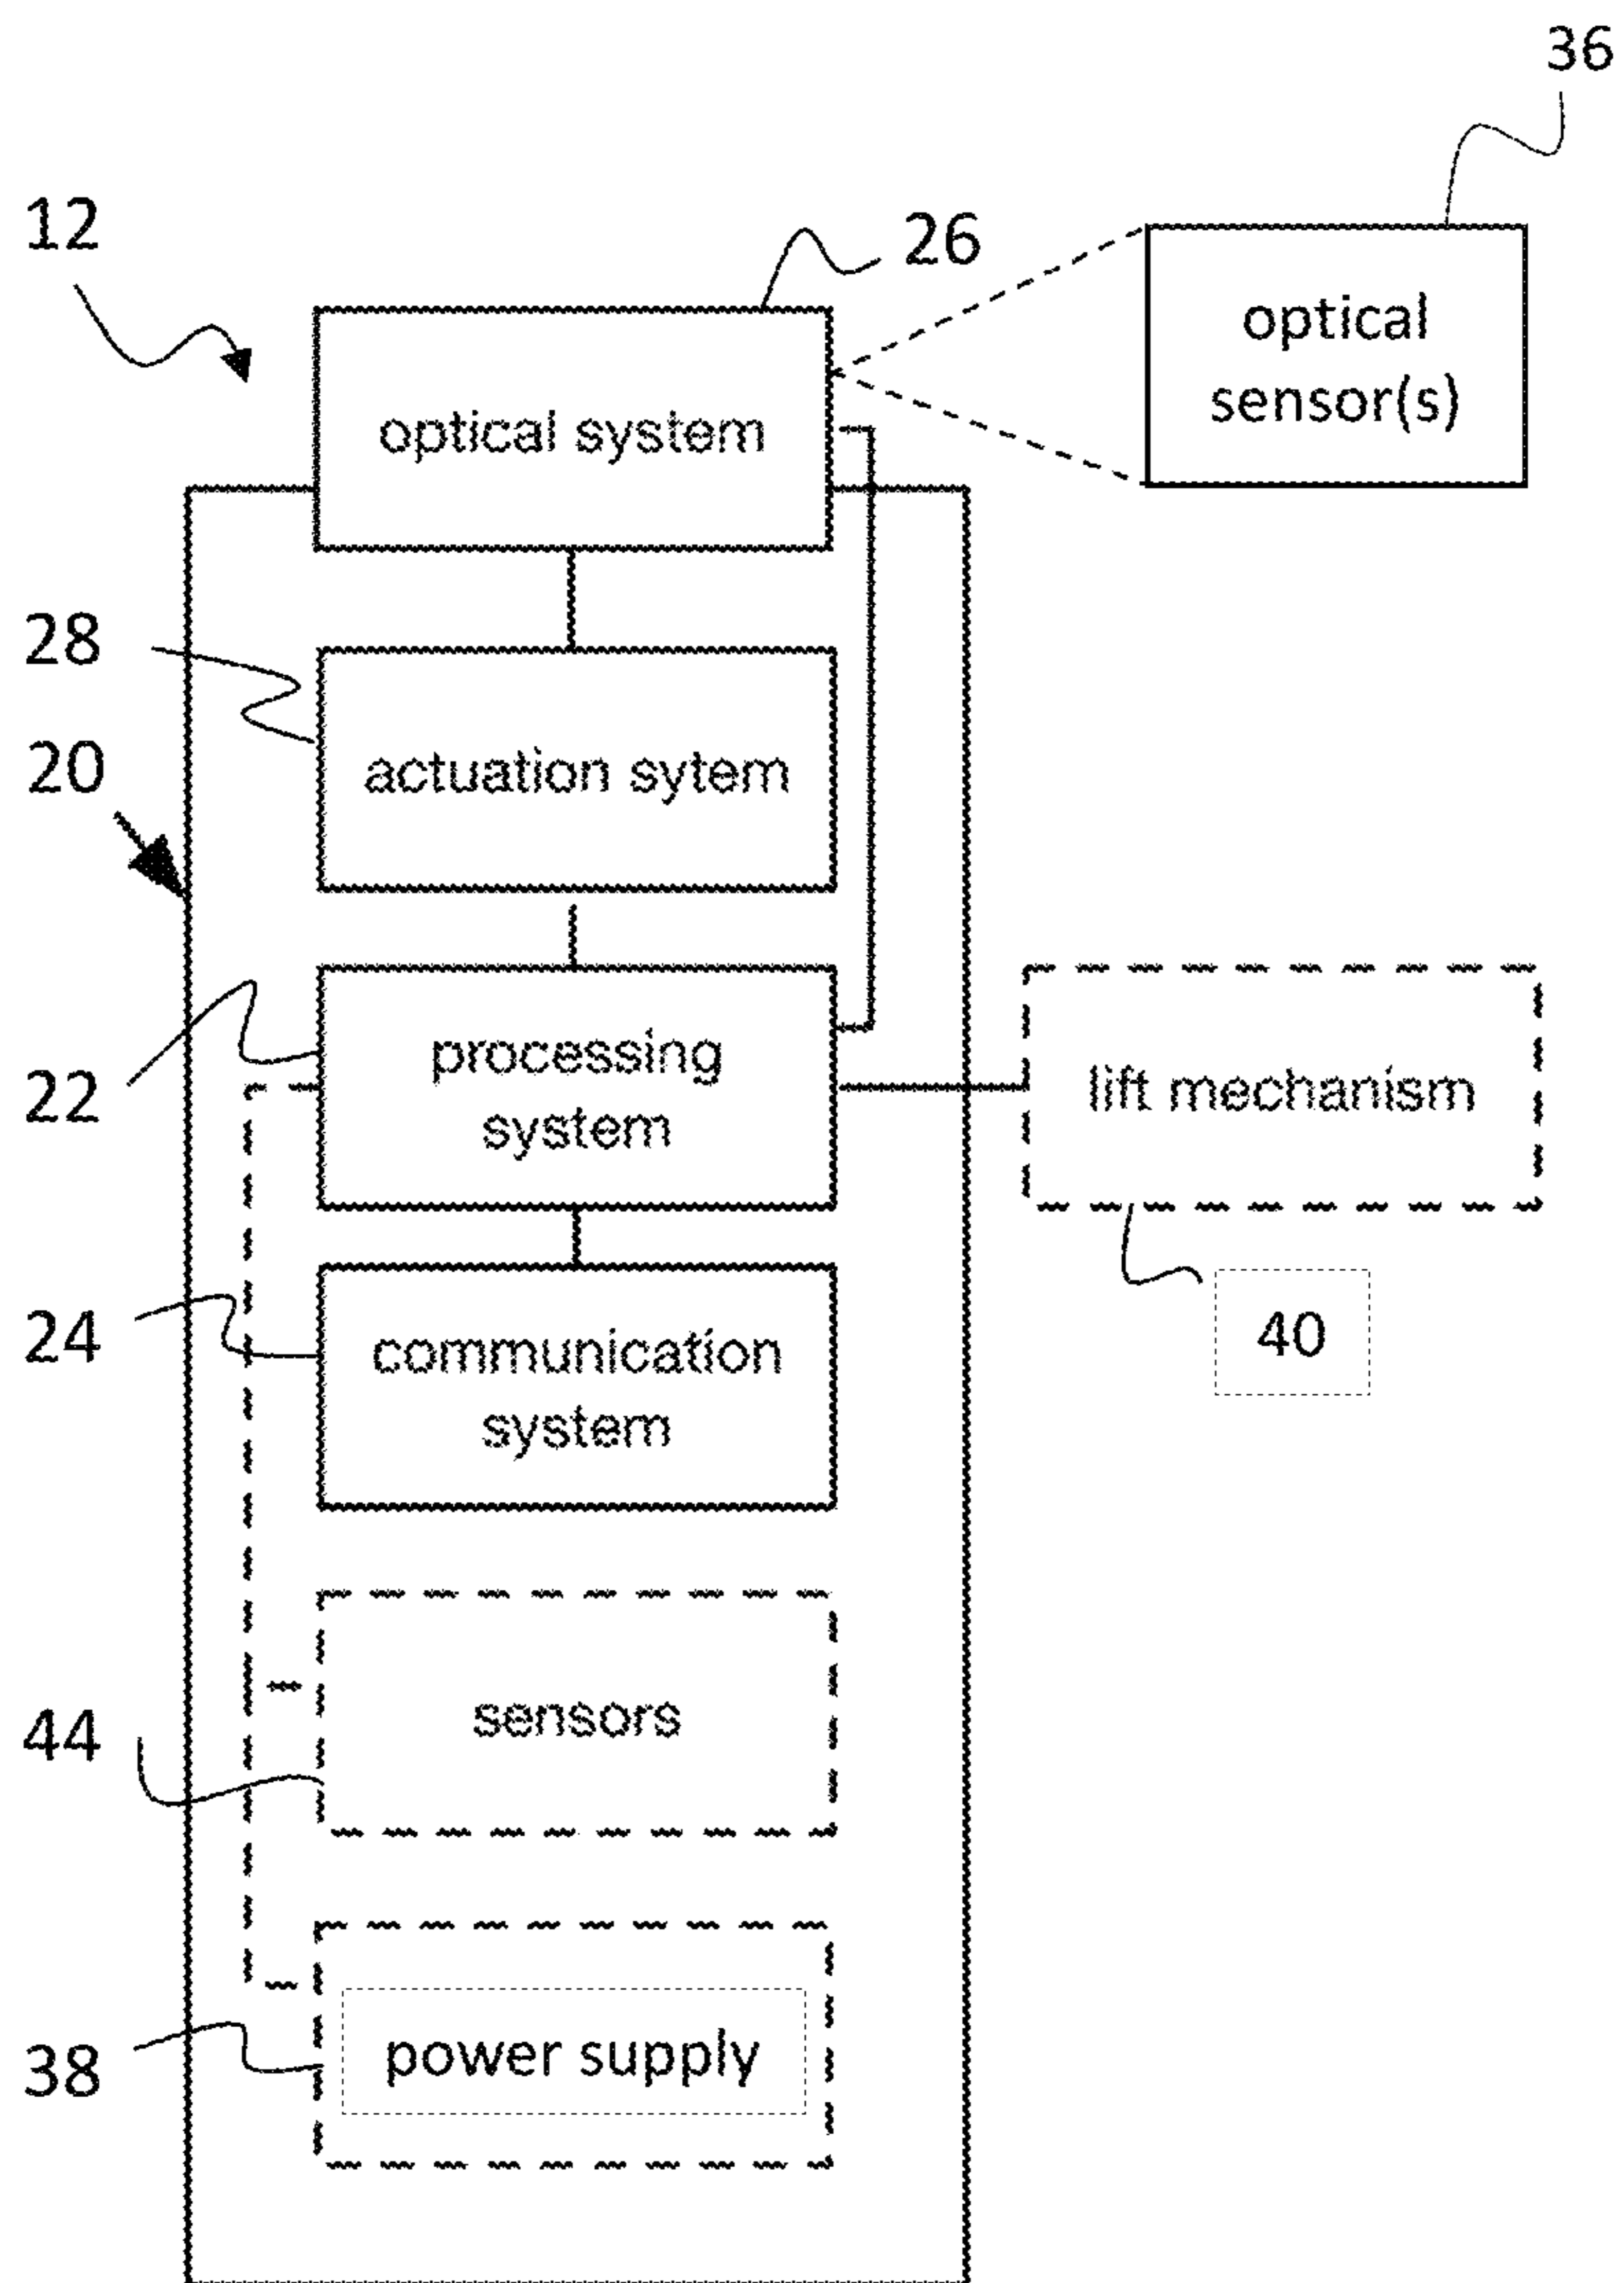 36
12
26
optical
sensor(s)
optical system
28
actuation sytem
20
processing
system
22
lift mechanism
40
24
communication
system
44
sensors
38
power supply